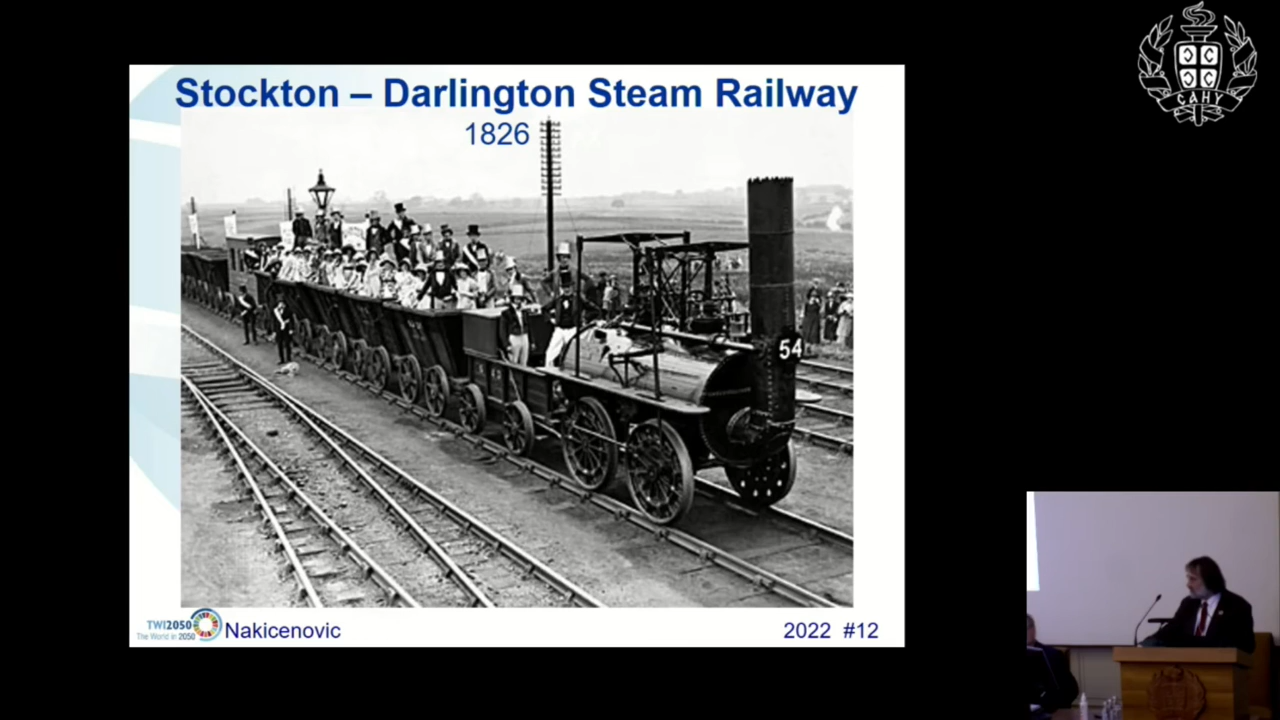 Stockton – Darlington Steam Railway
1826
54
TWI2050
The World in 2050
Nakicenovic
2022 #12
САНУ